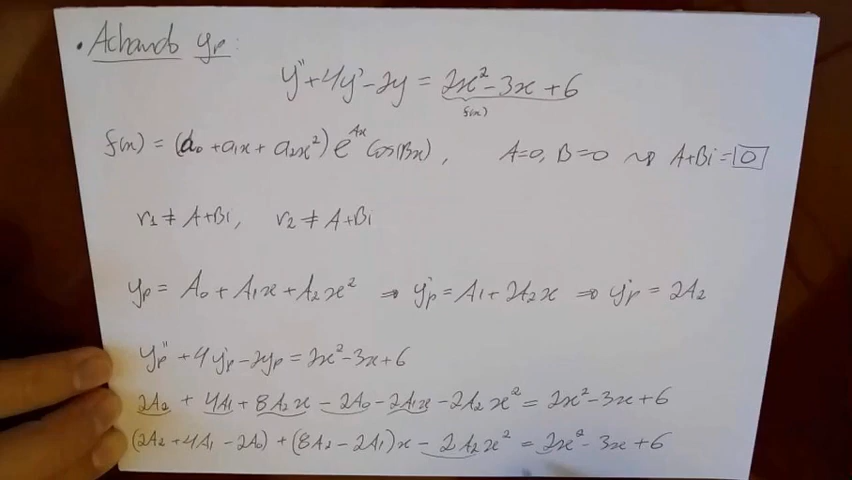 • Achando yp:
y'' + 4y' - 2y = 2x² - 3x + 6
f(x)
f(x) = (a₀ + a₁x + a₂x²) e^{Ax} cos(Bx), A=0, B=0 ⇝ A+Bi = 0
r₁ ≠ A+Bi, r₂ ≠ A+Bi
yp = A₀ + A₁x + A₂x² ⇒ y'p = A₁ + 2A₂x ⇒ y''p = 2A₂
yp'' + 4y'p - 2yp = 2x² - 3x + 6
2A₂ + 4A₁ + 8A₂x - 2A₀ - 2A₁x - 2A₂x² = 2x² - 3x + 6
(2A₂ + 4A₁ - 2A₀) + (8A₂ - 2A₁)x - 2A₂x² = 2x² - 3x + 6